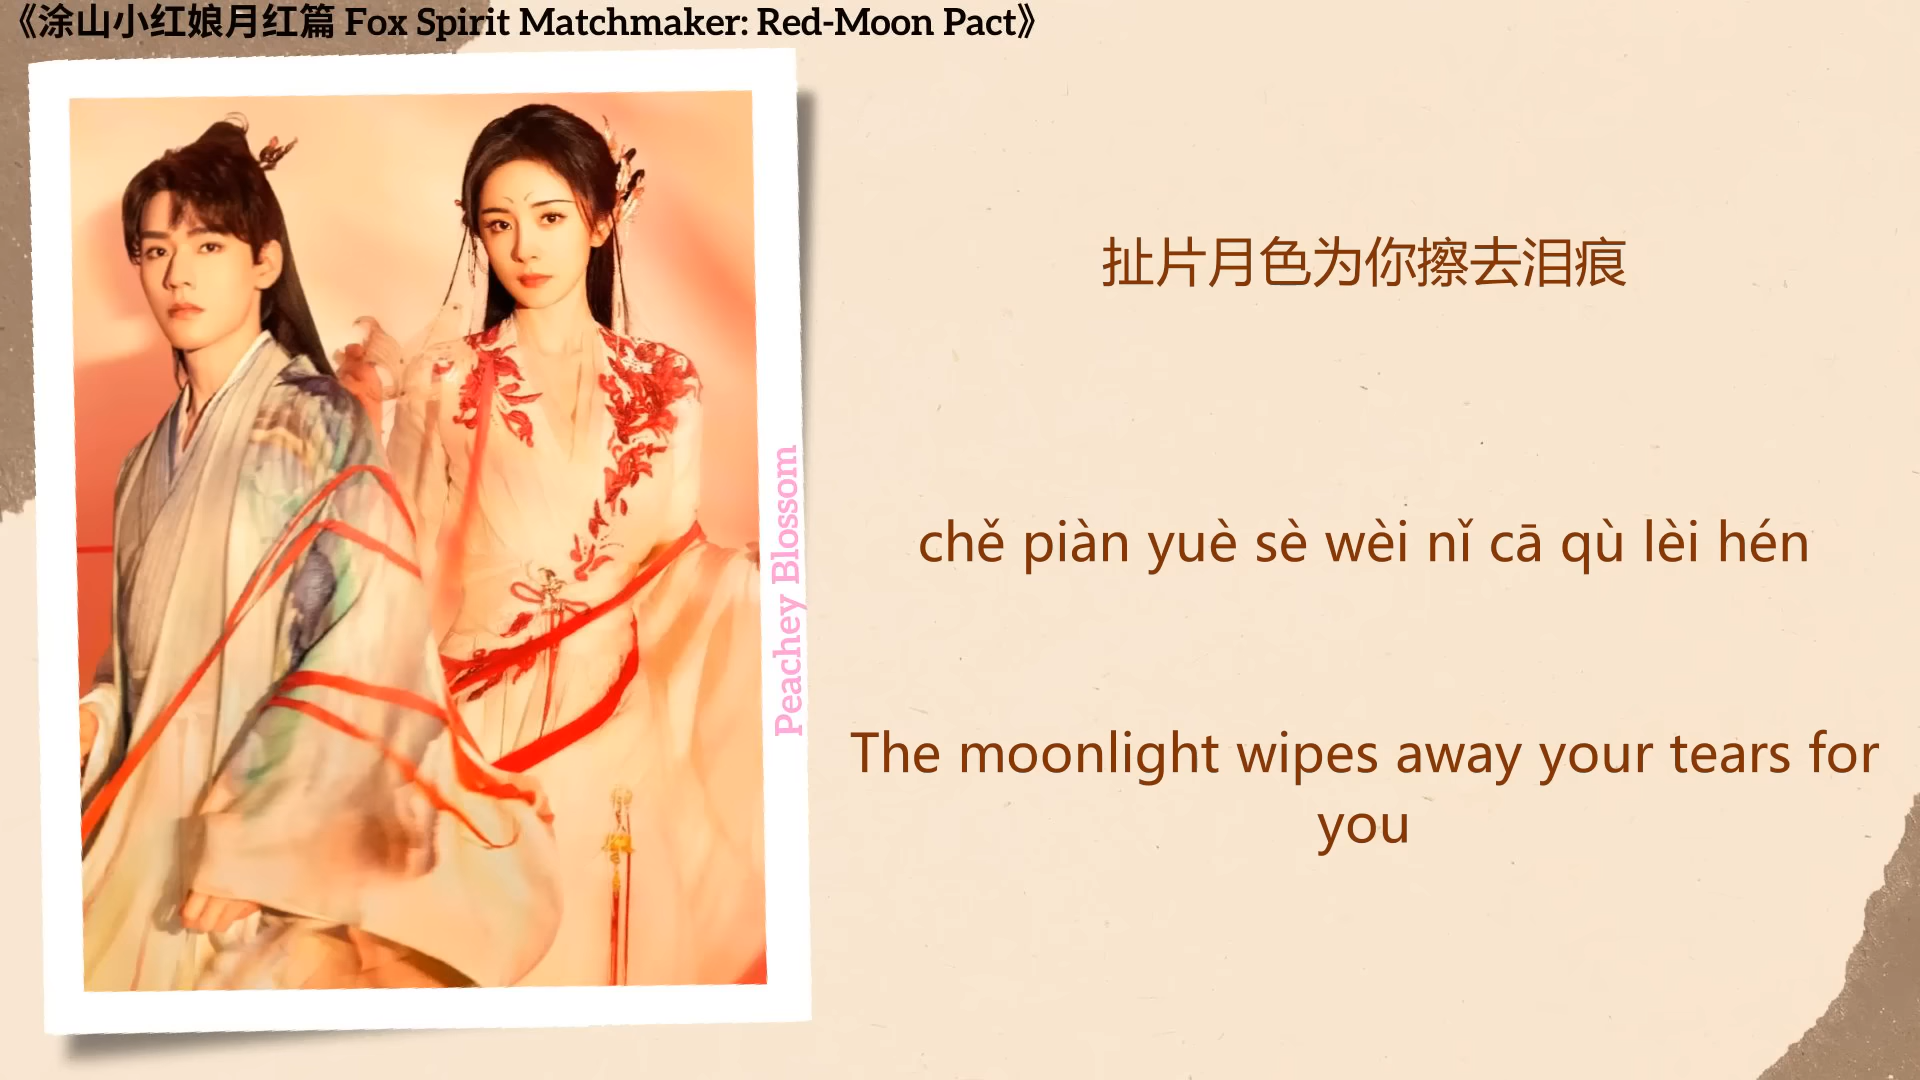 《涂山小红娘月红篇 Fox Spirit Matchmaker: Red-Moon Pact》
扯片月色为你擦去泪痕
chě piàn yuè sè wèi nǐ cā qù lèi hén
The moonlight wipes away your tears for
you
Peachey Blossom